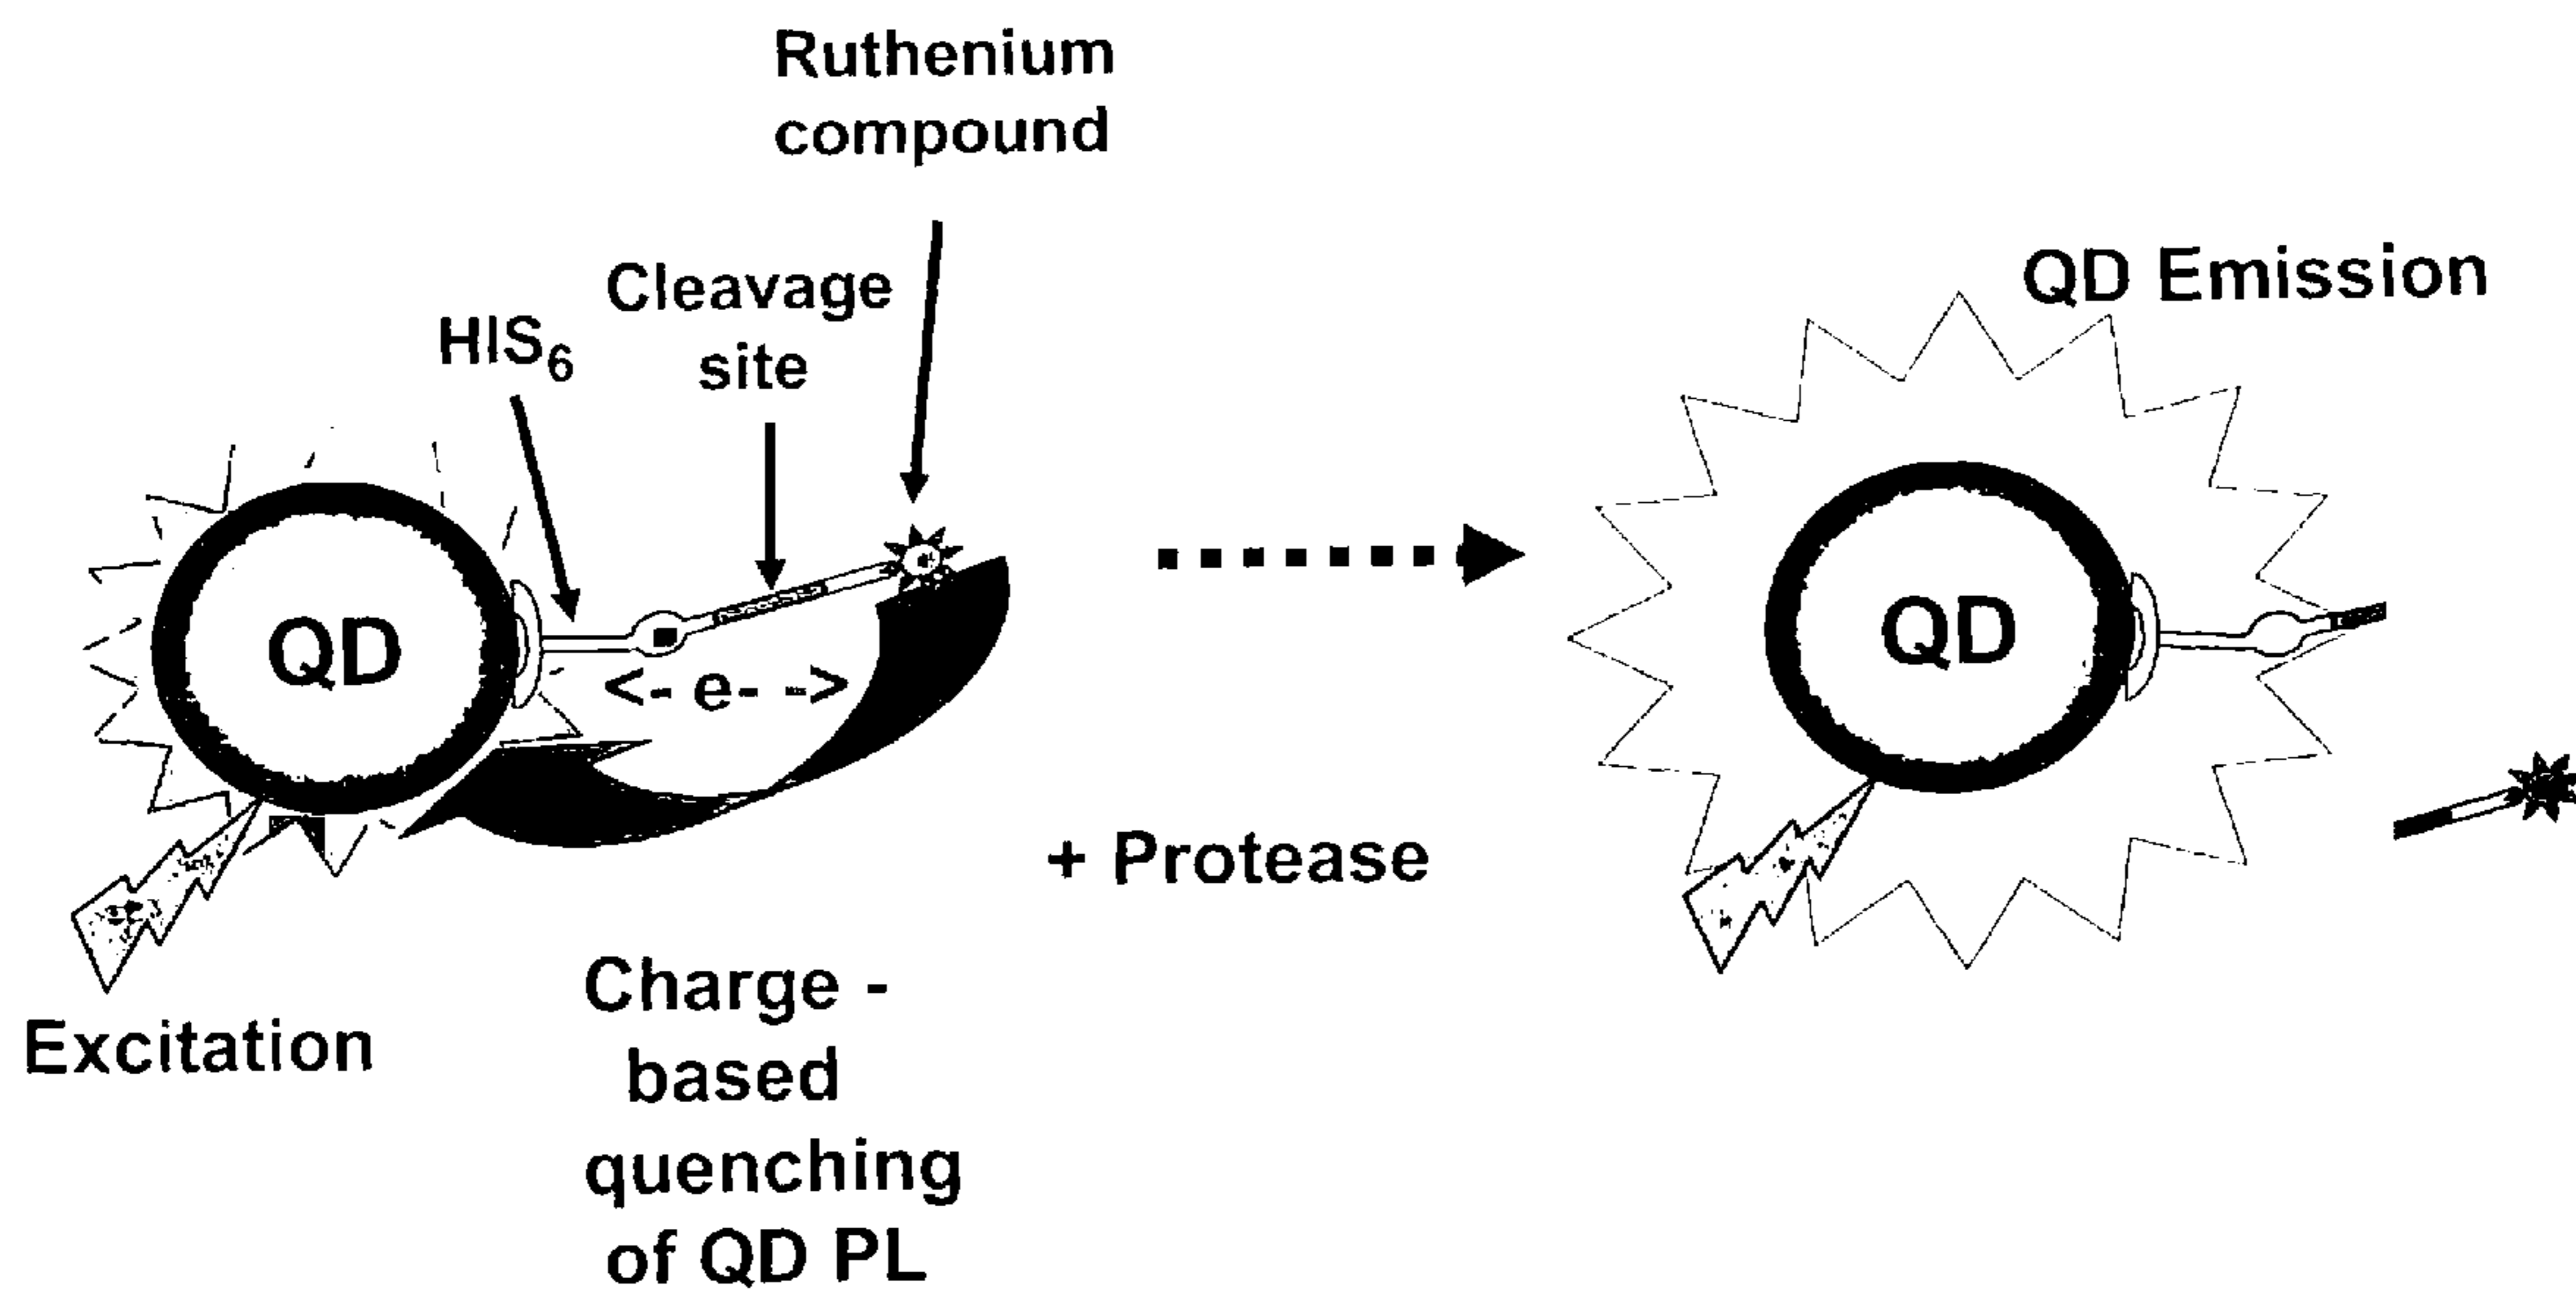 Ruthenium
compound
Cleavage
site
HIS₆
QD Emission
QD
<- e- ->
QD
+ Protease
Excitation
Charge -
based
quenching
of QD PL